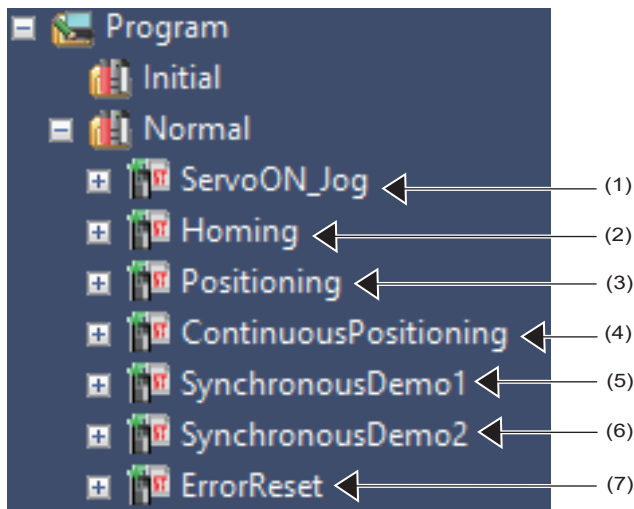 Program
Initial
Normal
ServoON_Jog (1)
Homing (2)
Positioning (3)
ContinuousPositioning (4)
SynchronousDemo1 (5)
SynchronousDemo2 (6)
ErrorReset (7)